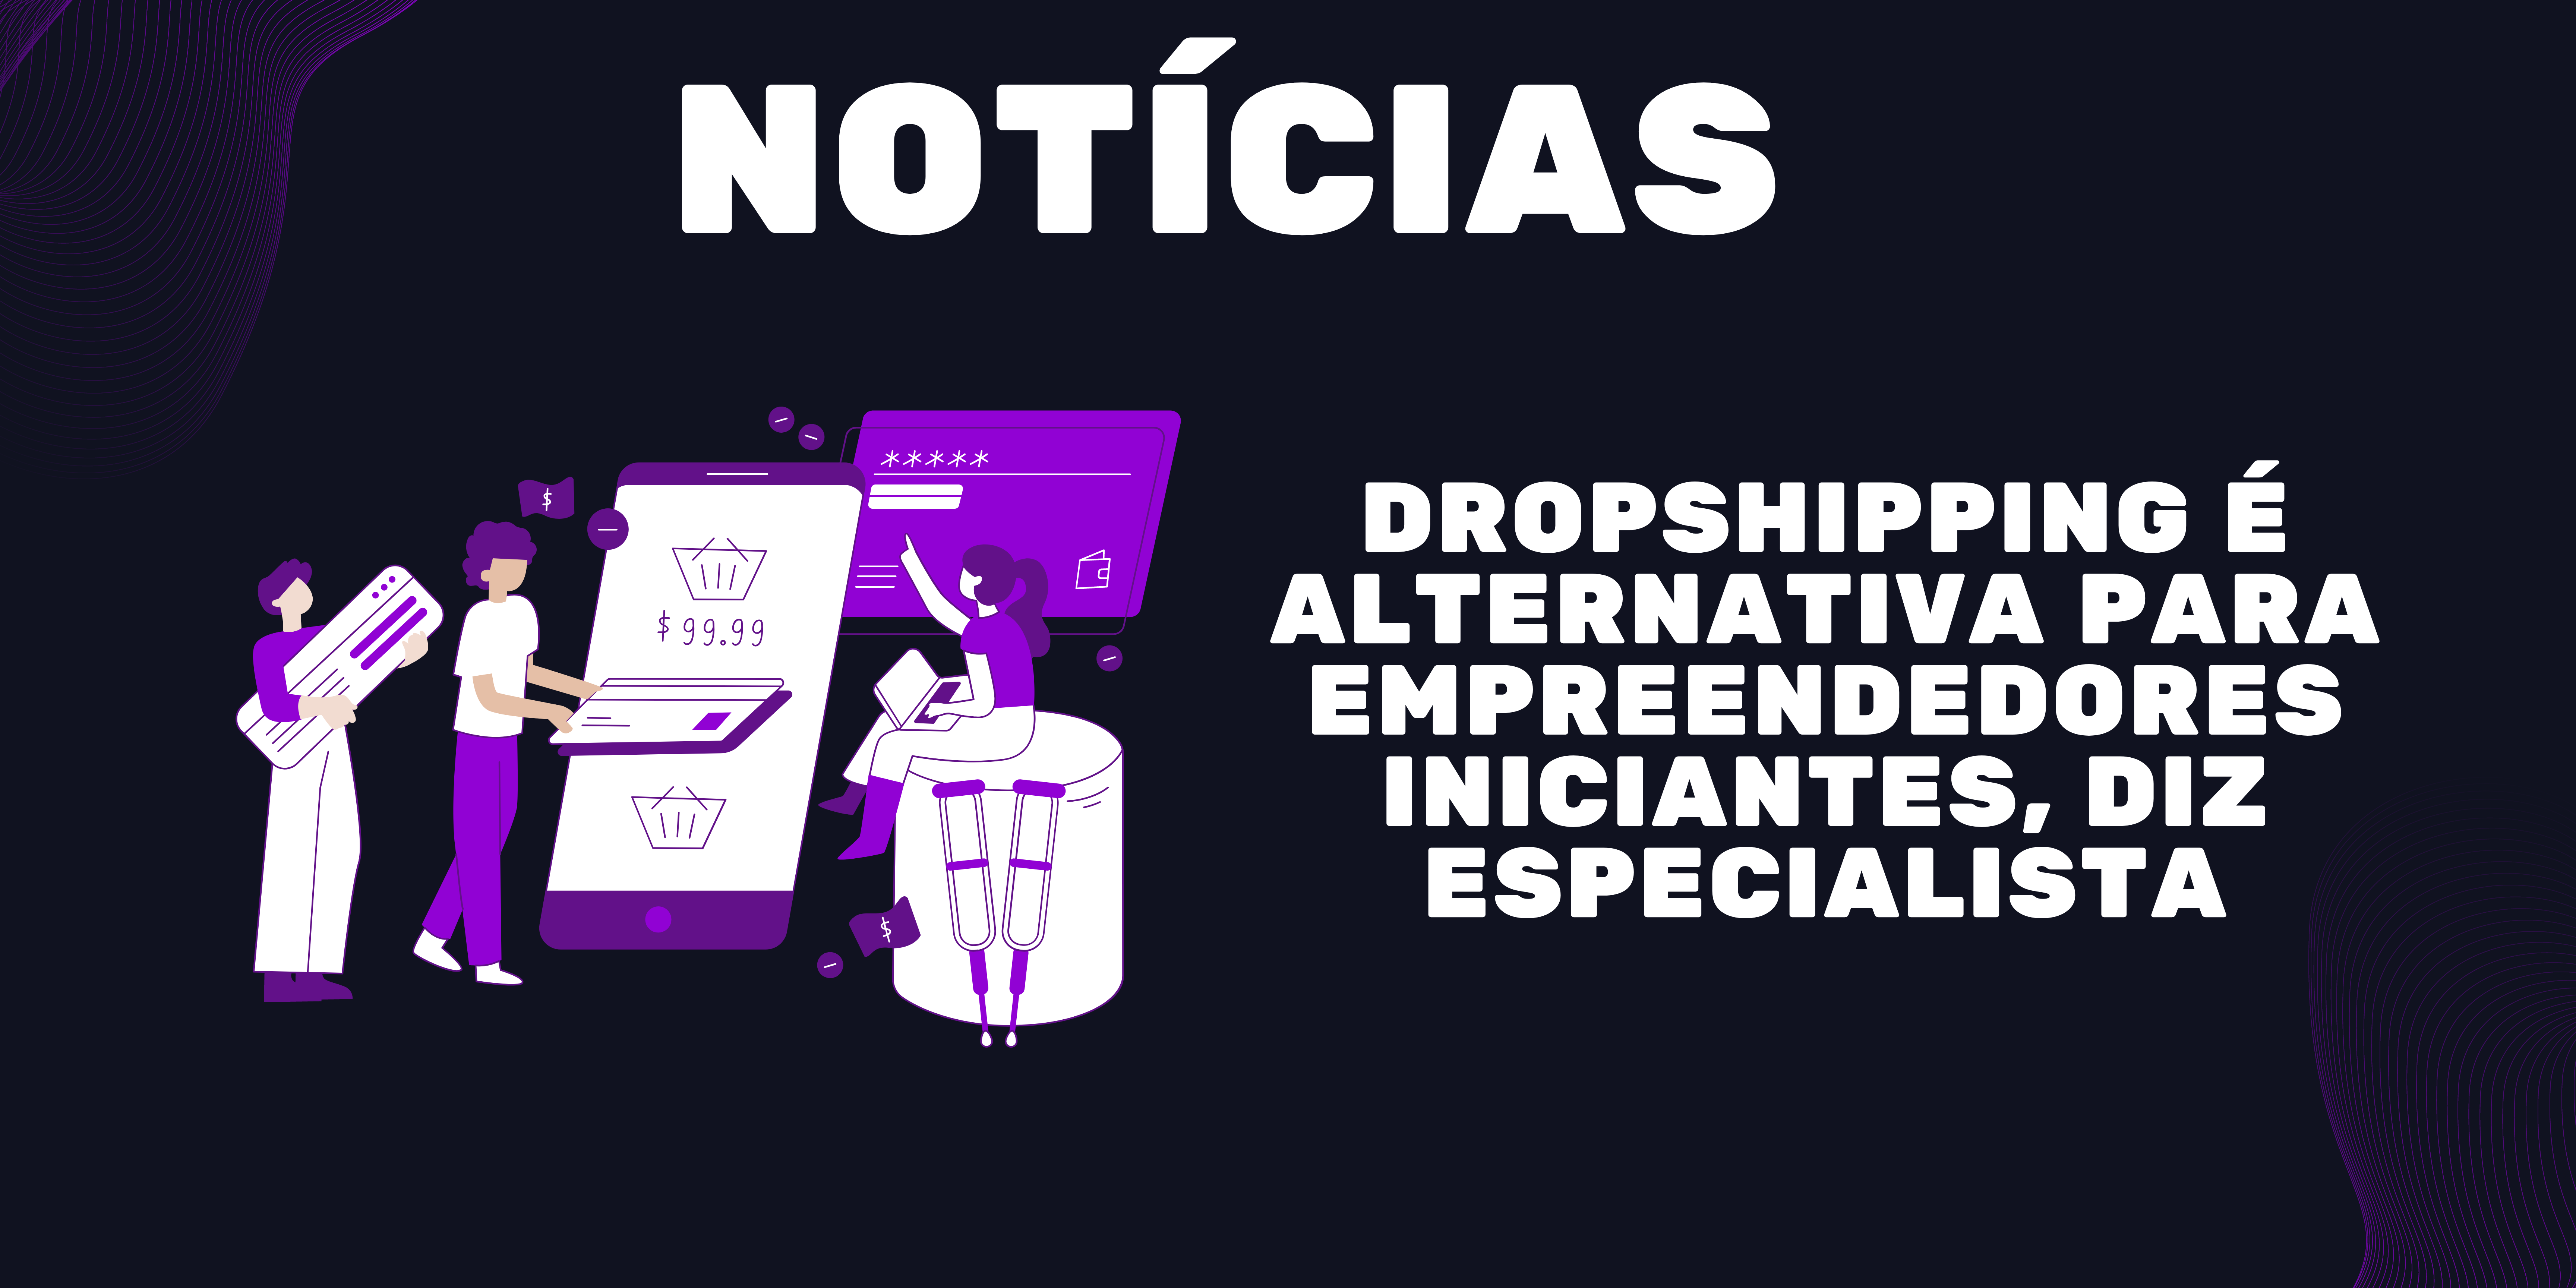 NOTÍCIAS
*****
$
$ 99.99
$
DROPSHIPPING É
ALTERNATIVA PARA
EMPREENDEDORES
INICIANTES, DIZ
ESPECIALISTA